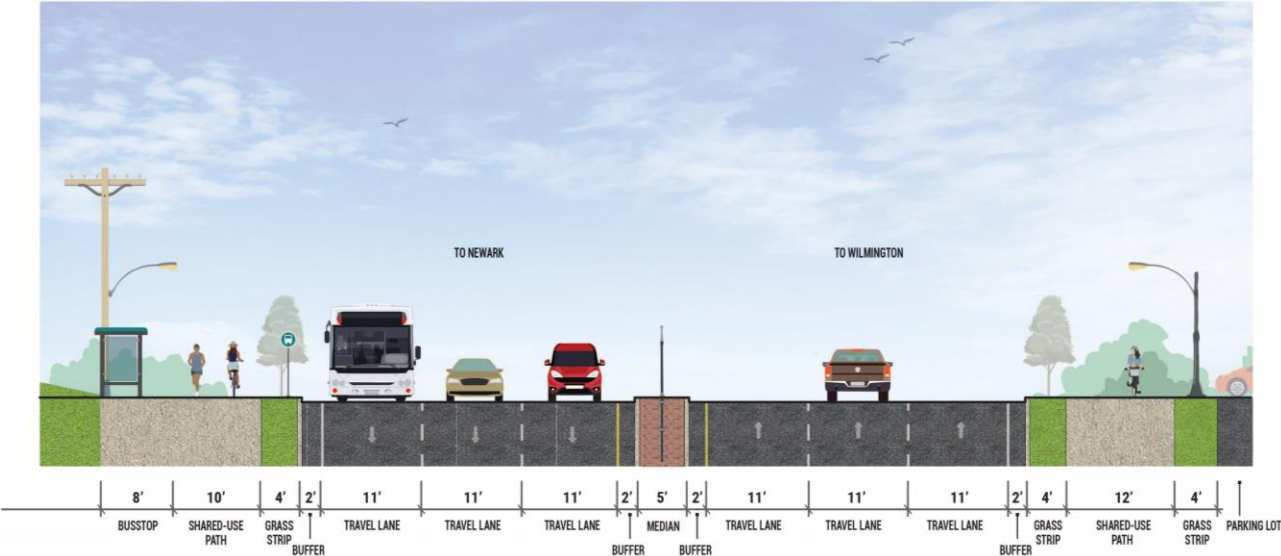 TO NEWARK
TO WILMINGTON
8’
10’
4’
2’
11’
11’
11’
2’
5’
2’
11’
11’
11’
2’
4’
12’
4’
BUSSTOP
SHARED-USE
PATH
GRASS
STRIP
BUFFER
TRAVEL LANE
TRAVEL LANE
TRAVEL LANE
BUFFER
MEDIAN
BUFFER
TRAVEL LANE
TRAVEL LANE
TRAVEL LANE
BUFFER
GRASS
STRIP
SHARED-USE
PATH
GRASS
STRIP
PARKING LOT